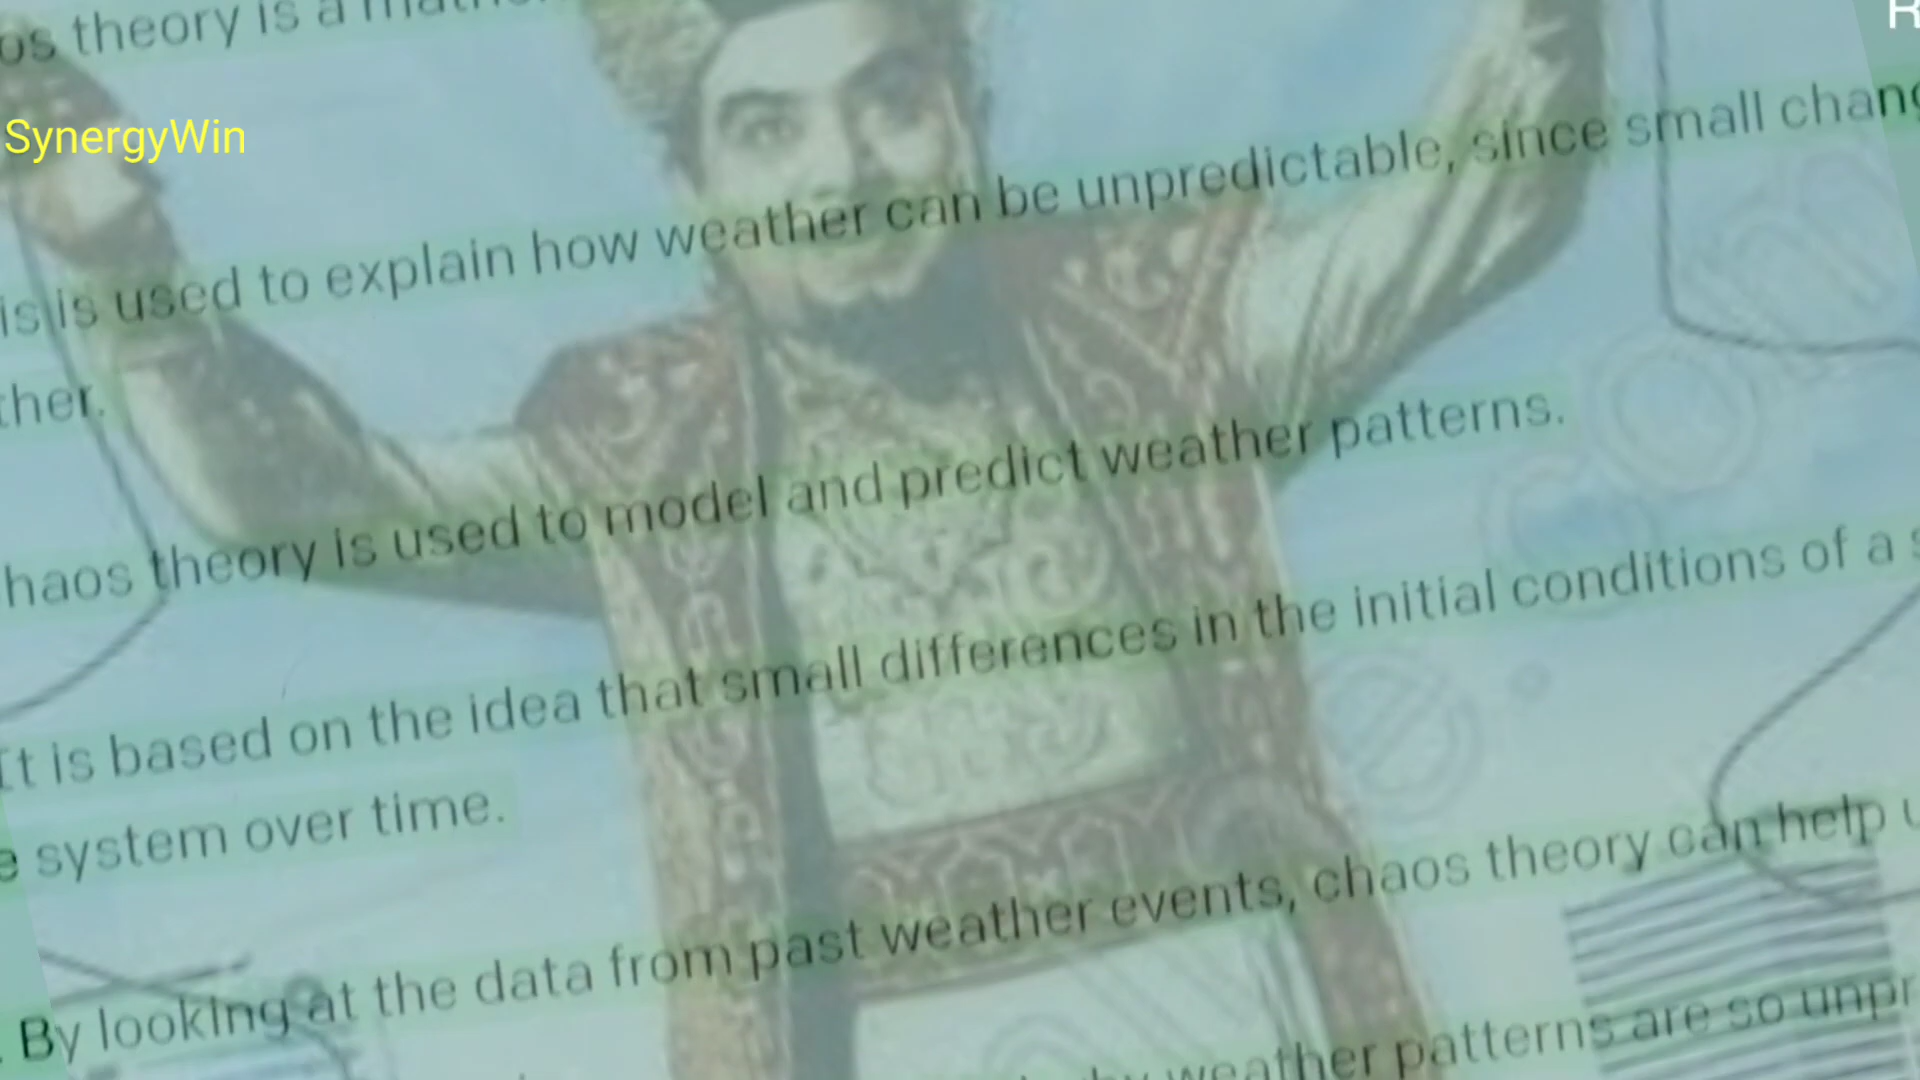 os theory is a
R
SynergyWin
is is used to explain how weather can be unpredictable, since small chang
ther.
haos theory is used to model and predict weather patterns.
It is based on the idea that small differences in the initial conditions of a s
e system over time.
. By looking at the data from past weather events, chaos theory can help u
weather patterns are so unpr